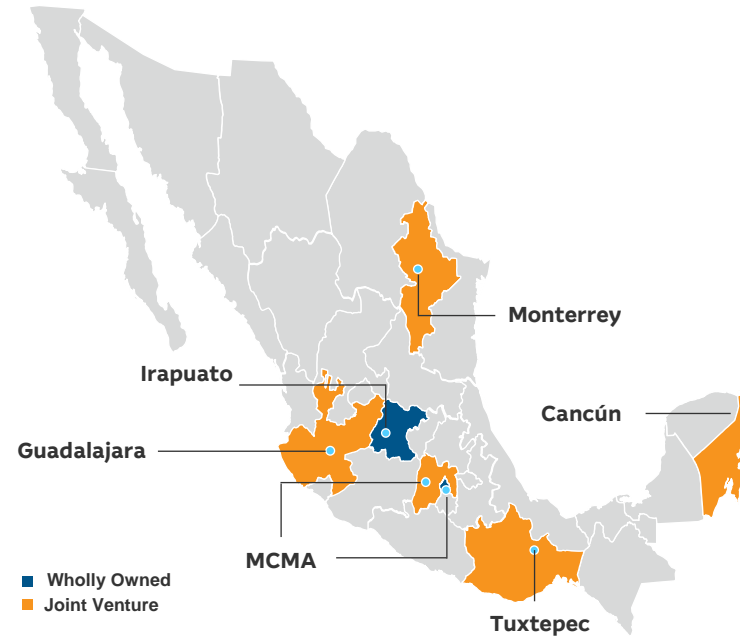 Monterrey
Irapuato
Cancún
Guadalajara
MCMA
Wholly Owned
Joint Venture
Tuxtepec